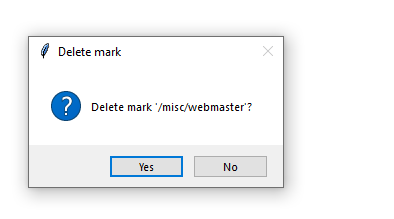 Delete mark
Delete mark '/misc/webmaster'?
Yes
No